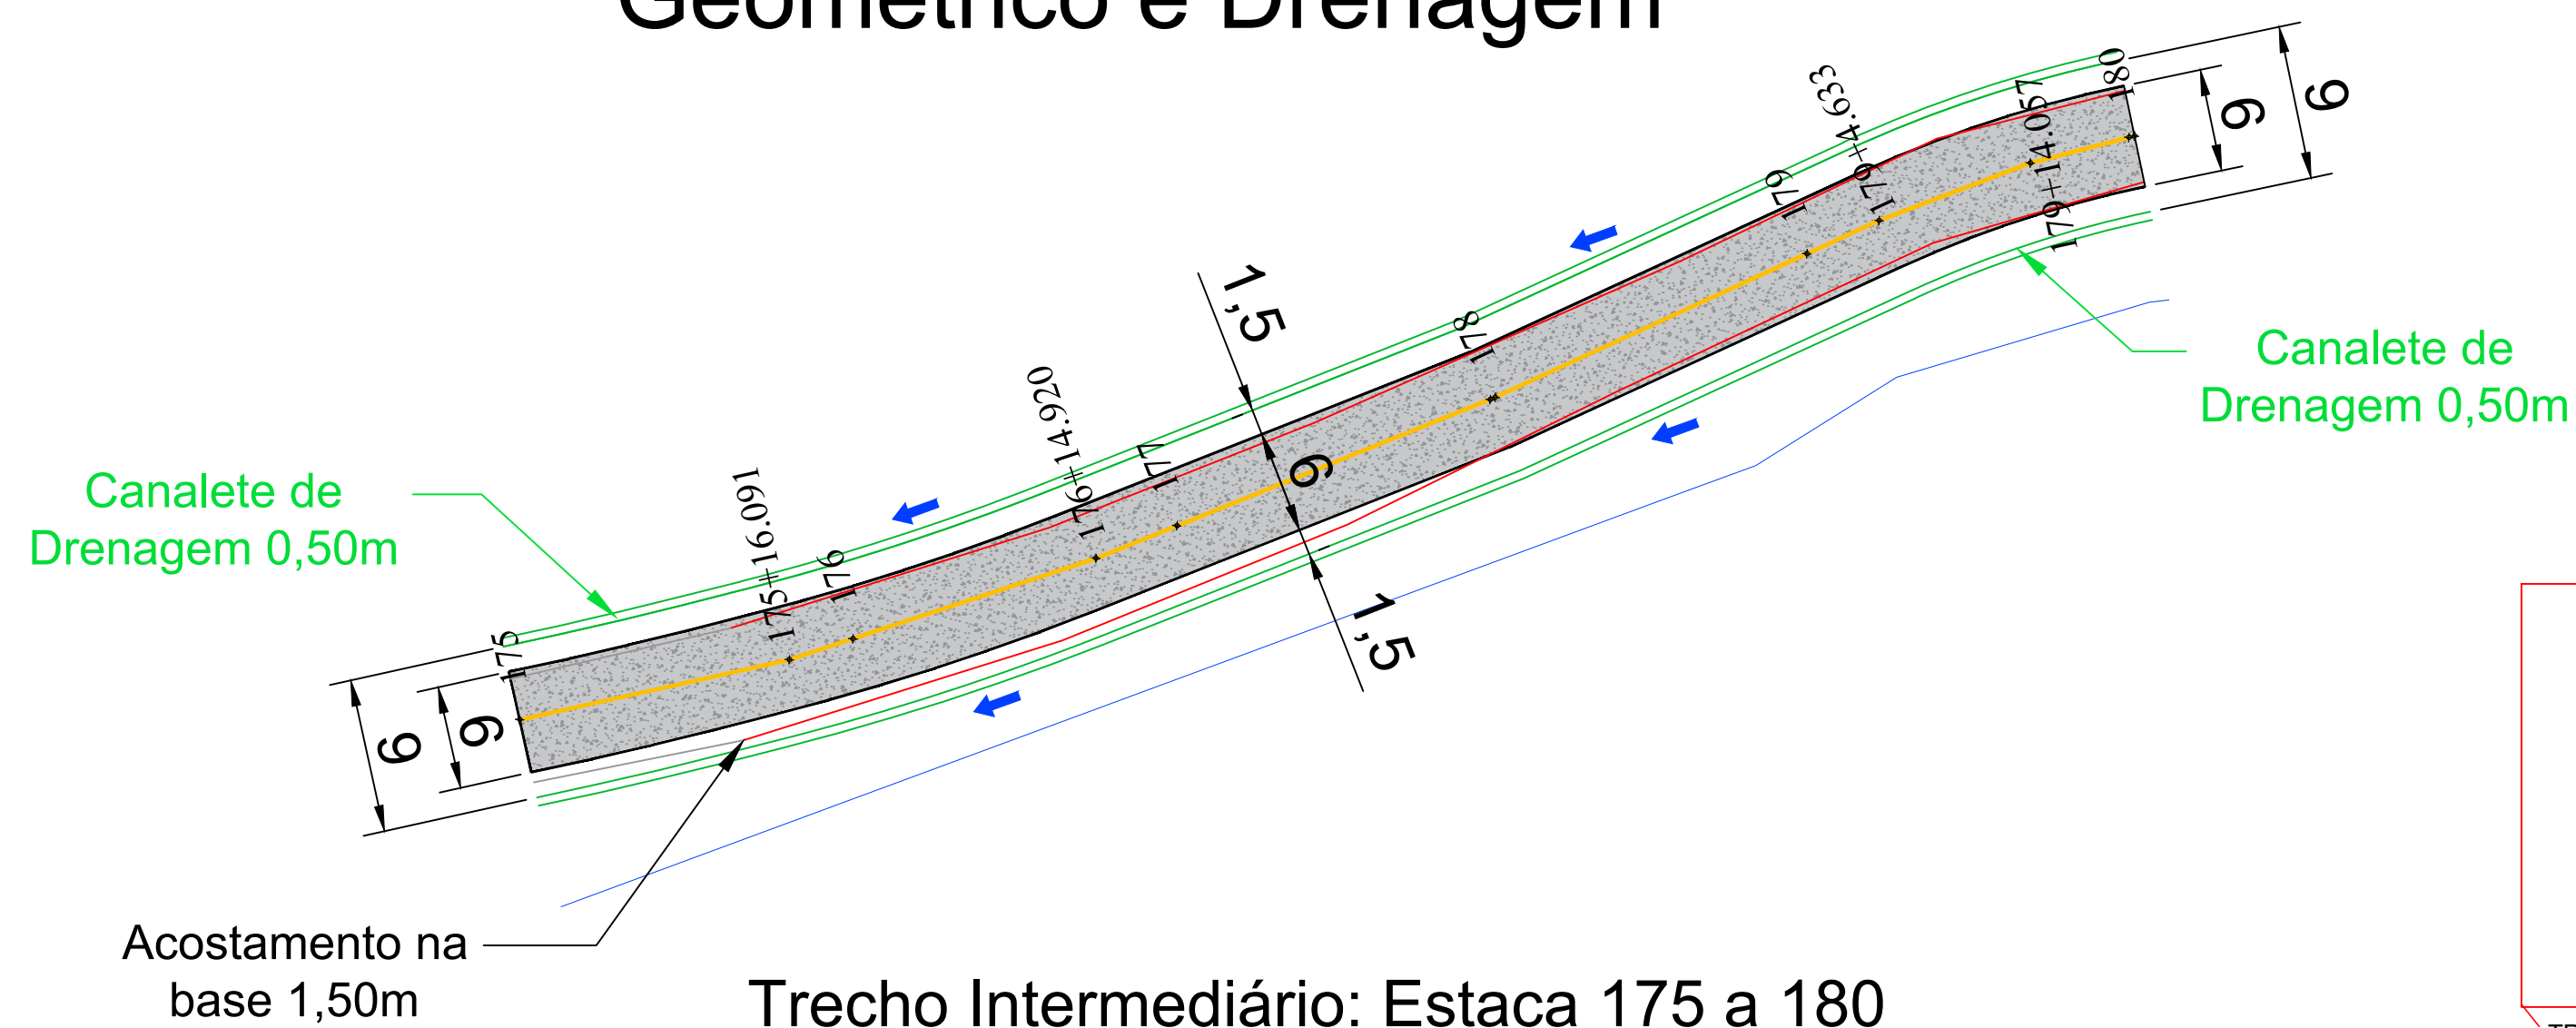 Geométrico e Drenagem
180
179+14.057
179+4.633
179
178
177
176+14.920
176
175+16.091
175
9
6
1,5
6
1,5
6
9
Canalete de
Drenagem 0,50m
Canalete de
Drenagem 0,50m
Acostamento na
base 1,50m
Trecho Intermediário: Estaca 175 a 180